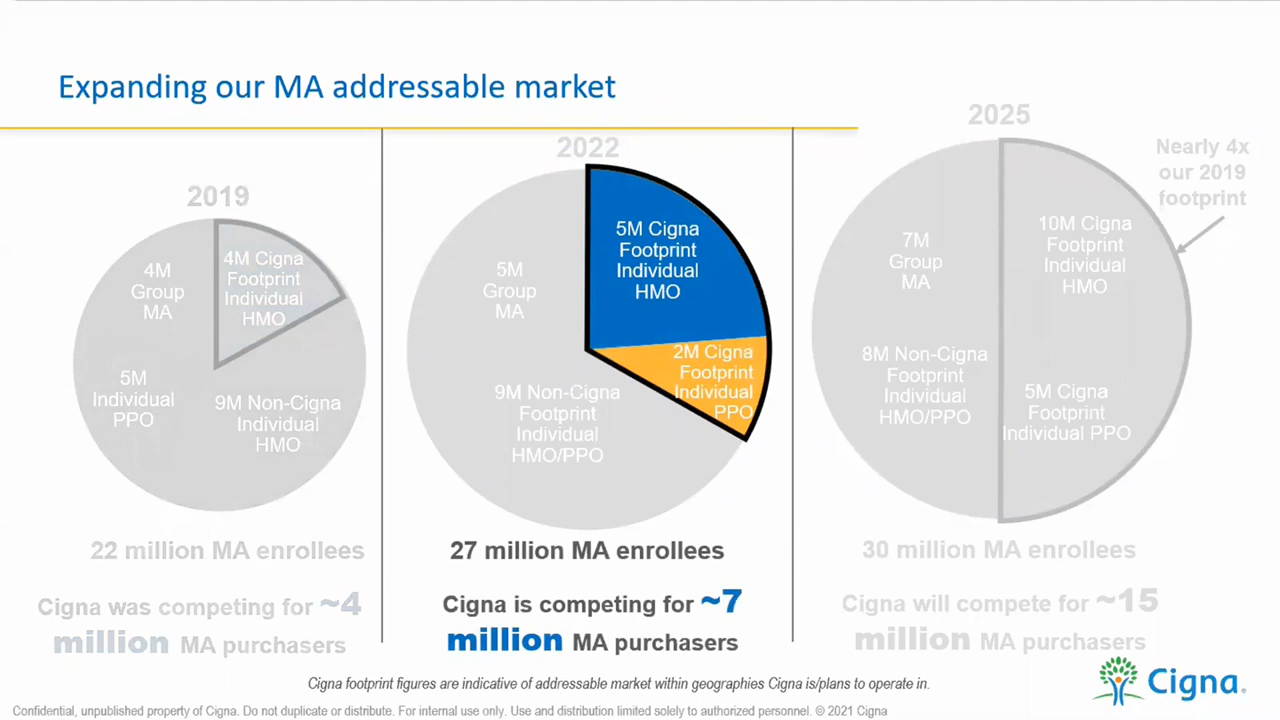 Expanding our MA addressable market
2019
4M Cigna
Footprint
Individual
HMO
4M
Group
MA
5M
Individual
PPO
9M Non-Cigna
Individual
HMO
22 million MA enrollees
Cigna was competing for ~4
million MA purchasers
2022
5M Cigna
Footprint
Individual
HMO
5M
Group
MA
2M Cigna
Footprint
Individual
PPO
9M Non-Cigna
Footprint
Individual
HMO/PPO
27 million MA enrollees
Cigna is competing for ~7
million MA purchasers
2025
Nearly 4x
our 2019
footprint
10M Cigna
Footprint
Individual
HMO
7M
Group
MA
8M Non-Cigna
Footprint
Individual
HMO/PPO
5M Cigna
Footprint
Individual PPO
30 million MA enrollees
Cigna will compete for ~15
million MA purchasers
Cigna footprint figures are indicative of addressable market within geographies Cigna is/plans to operate in.
Cigna.
Confidential, unpublished property of Cigna. Do not duplicate or distribute. For internal use only. Use and distribution limited solely to authorized personnel. © 2021 Cigna